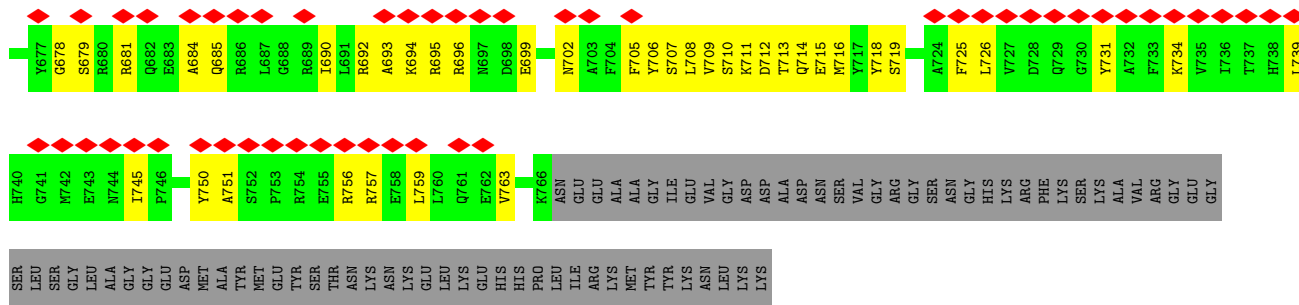 Y677 G678 S679 R680 R681 Q682 E683 A684 Q685 R686 L687 G688 R689 I690 L691 R692 A693 K694 R695 R696 N697 D698 E699 N702 A703 F704 F705 Y706 S707 L708 V709 S710 K711 D712 T713 Q714 E715 M716 Y717 Y718 S719 A724 F725 L726 V727 D728 Q729 G730 Y731 A732 F733 K734 V735 I736 T737 H738 L739
H740 G741 M742 E743 N744 I745 P746 Y750 A751 S752 P753 R754 E755 R756 R757 E758 L759 L760 Q761 E762 V763 K766 ASN GLU GLU ALA ALA GLY ILE GLU VAL GLY ASP ASP ALA ASP ASN SER VAL GLY ARG GLY SER ASN GLY HIS LYS ARG PHE LYS SER LYS ALA VAL ARG GLY GLU GLY
SER LEU SER GLY LEU ALA GLY GLY GLU ASP MET ALA TYR MET GLU TYR SER THR ASN LYS ASN LYS GLU LEU LYS GLU HIS HIS PRO LEU ILE ARG LYS MET TYR TYR LYS ASN LEU LYS LYS